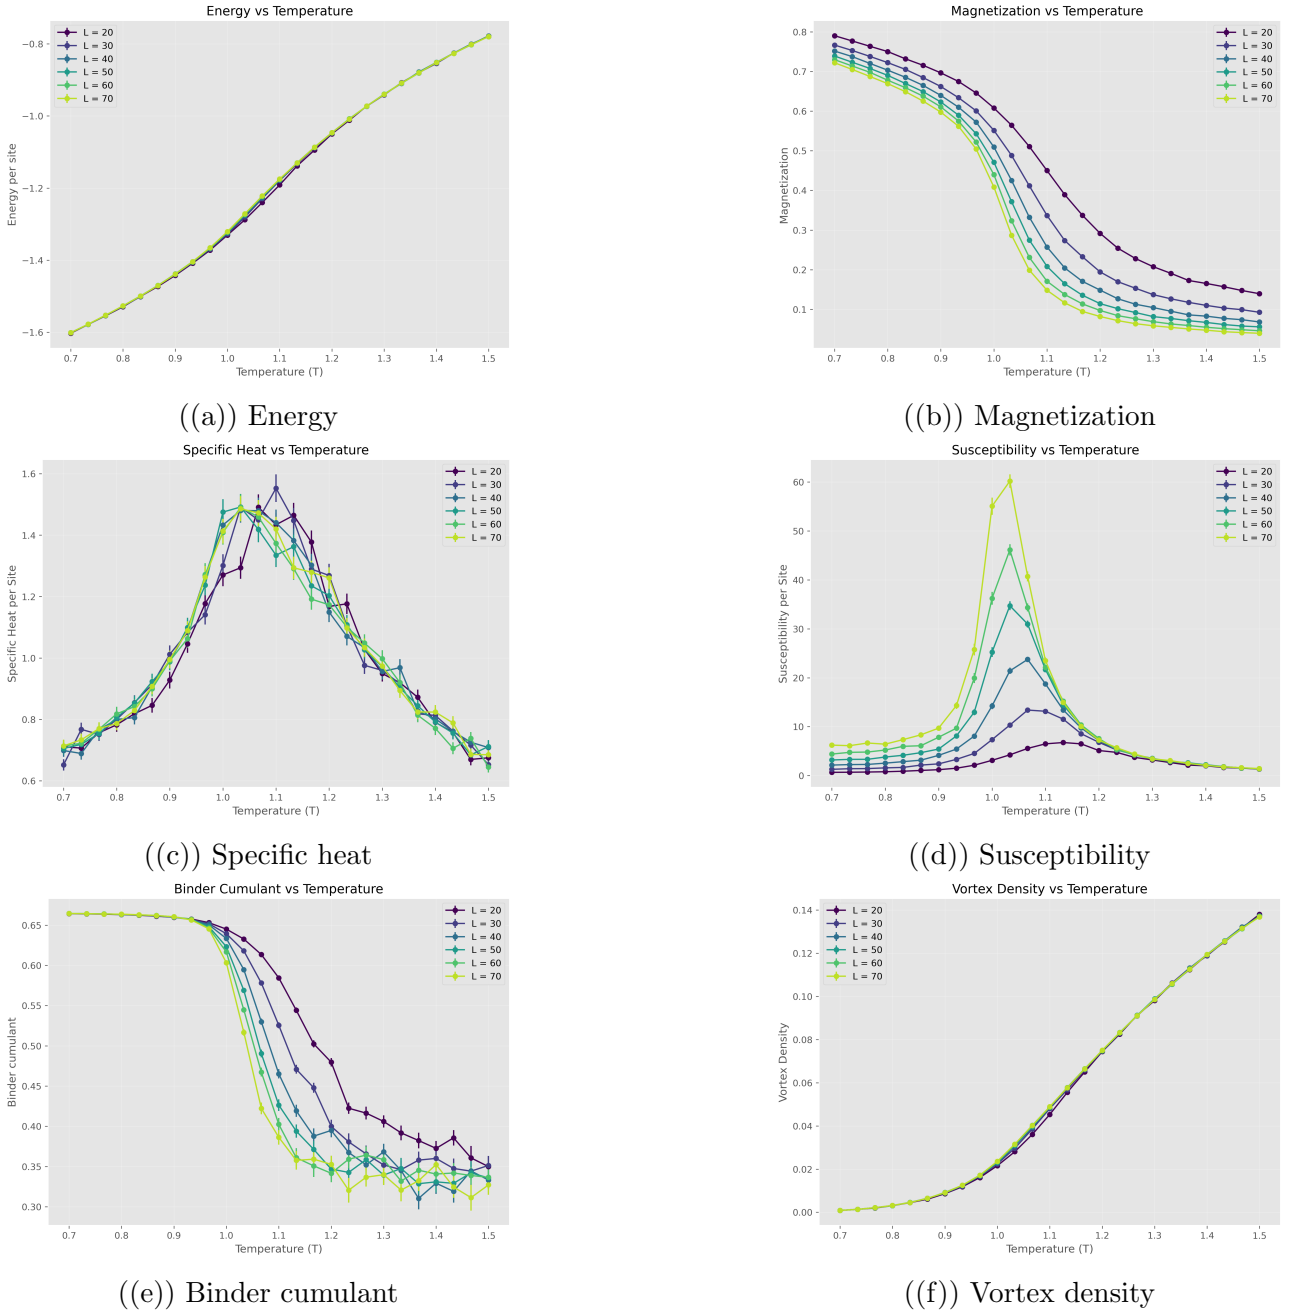 Energy vs Temperature
L = 20
L = 30
L = 40
L = 50
L = 60
L = 70
Energy per site
−0.8
−1.0
−1.2
−1.4
−1.6
0.7 0.8 0.9 1.0 1.1 1.2 1.3 1.4 1.5
Temperature (T)
((a)) Energy
Magnetization vs Temperature
L = 20
L = 30
L = 40
L = 50
L = 60
L = 70
Magnetization
0.8
0.7
0.6
0.5
0.4
0.3
0.2
0.1
0.7 0.8 0.9 1.0 1.1 1.2 1.3 1.4 1.5
Temperature (T)
((b)) Magnetization
Specific Heat vs Temperature
L = 20
L = 30
L = 40
L = 50
L = 60
L = 70
Specific Heat per Site
1.6
1.4
1.2
1.0
0.8
0.6
0.7 0.8 0.9 1.0 1.1 1.2 1.3 1.4 1.5
Temperature (T)
((c)) Specific heat
Susceptibility vs Temperature
L = 20
L = 30
L = 40
L = 50
L = 60
L = 70
Susceptibility per Site
60
50
40
30
20
10
0
0.7 0.8 0.9 1.0 1.1 1.2 1.3 1.4 1.5
Temperature (T)
((d)) Susceptibility
Binder Cumulant vs Temperature
L = 20
L = 30
L = 40
L = 50
L = 60
L = 70
Binder cumulant
0.65
0.60
0.55
0.50
0.45
0.40
0.35
0.30
0.7 0.8 0.9 1.0 1.1 1.2 1.3 1.4 1.5
Temperature (T)
((e)) Binder cumulant
Vortex Density vs Temperature
L = 20
L = 30
L = 40
L = 50
L = 60
L = 70
Vortex Density
0.14
0.12
0.10
0.08
0.06
0.04
0.02
0.00
0.7 0.8 0.9 1.0 1.1 1.2 1.3 1.4 1.5
Temperature (T)
((f)) Vortex density